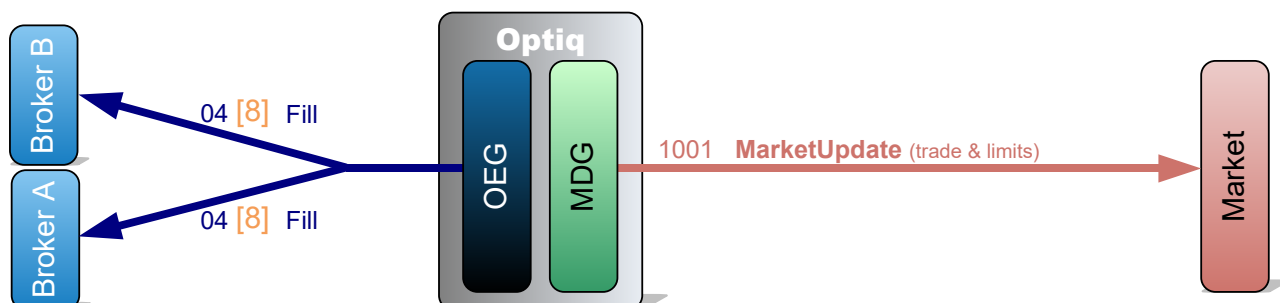 Optiq
Broker B
04 [8] Fill
OEG
MDG
1001 MarketUpdate (trade & limits)
Market
Broker A
04 [8] Fill